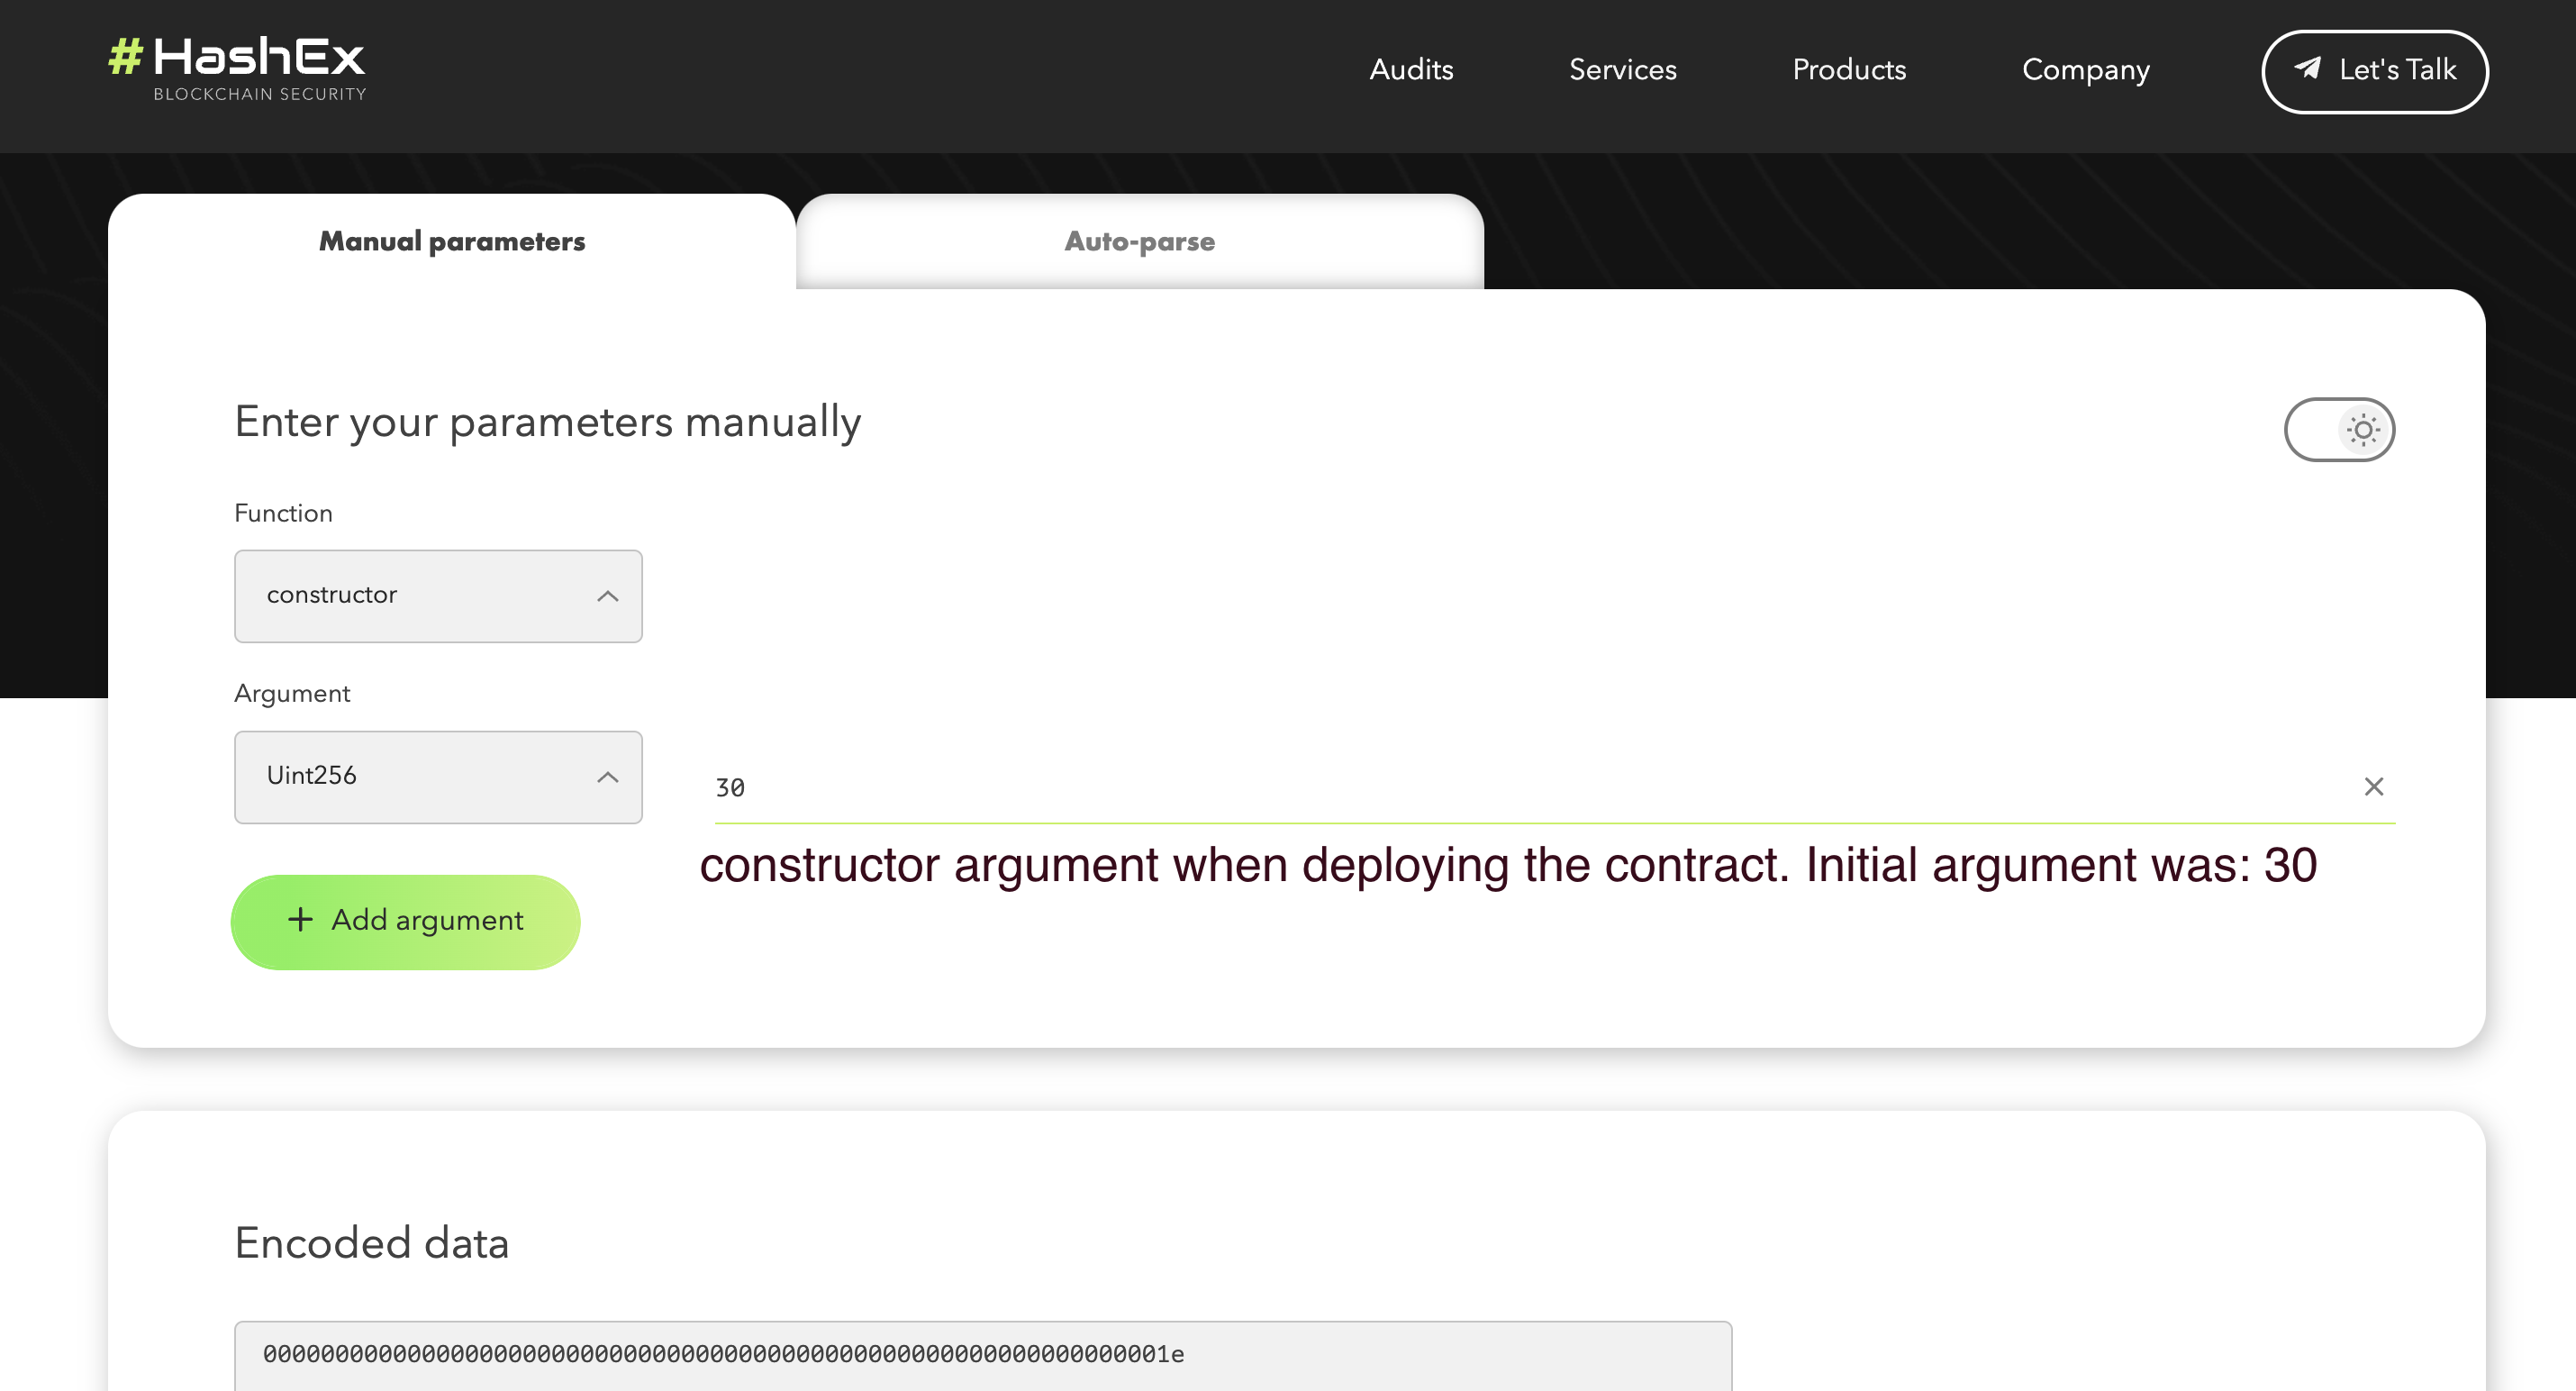 # HashEx
BLOCKCHAIN SECURITY
Audits
Services
Products
Company
Let's Talk
Manual parameters
Auto-parse
Enter your parameters manually
Function
constructor
Argument
Uint256
30
constructor argument when deploying the contract. Initial argument was: 30
+ Add argument
Encoded data
000000000000000000000000000000000000000000000000000000000000001e